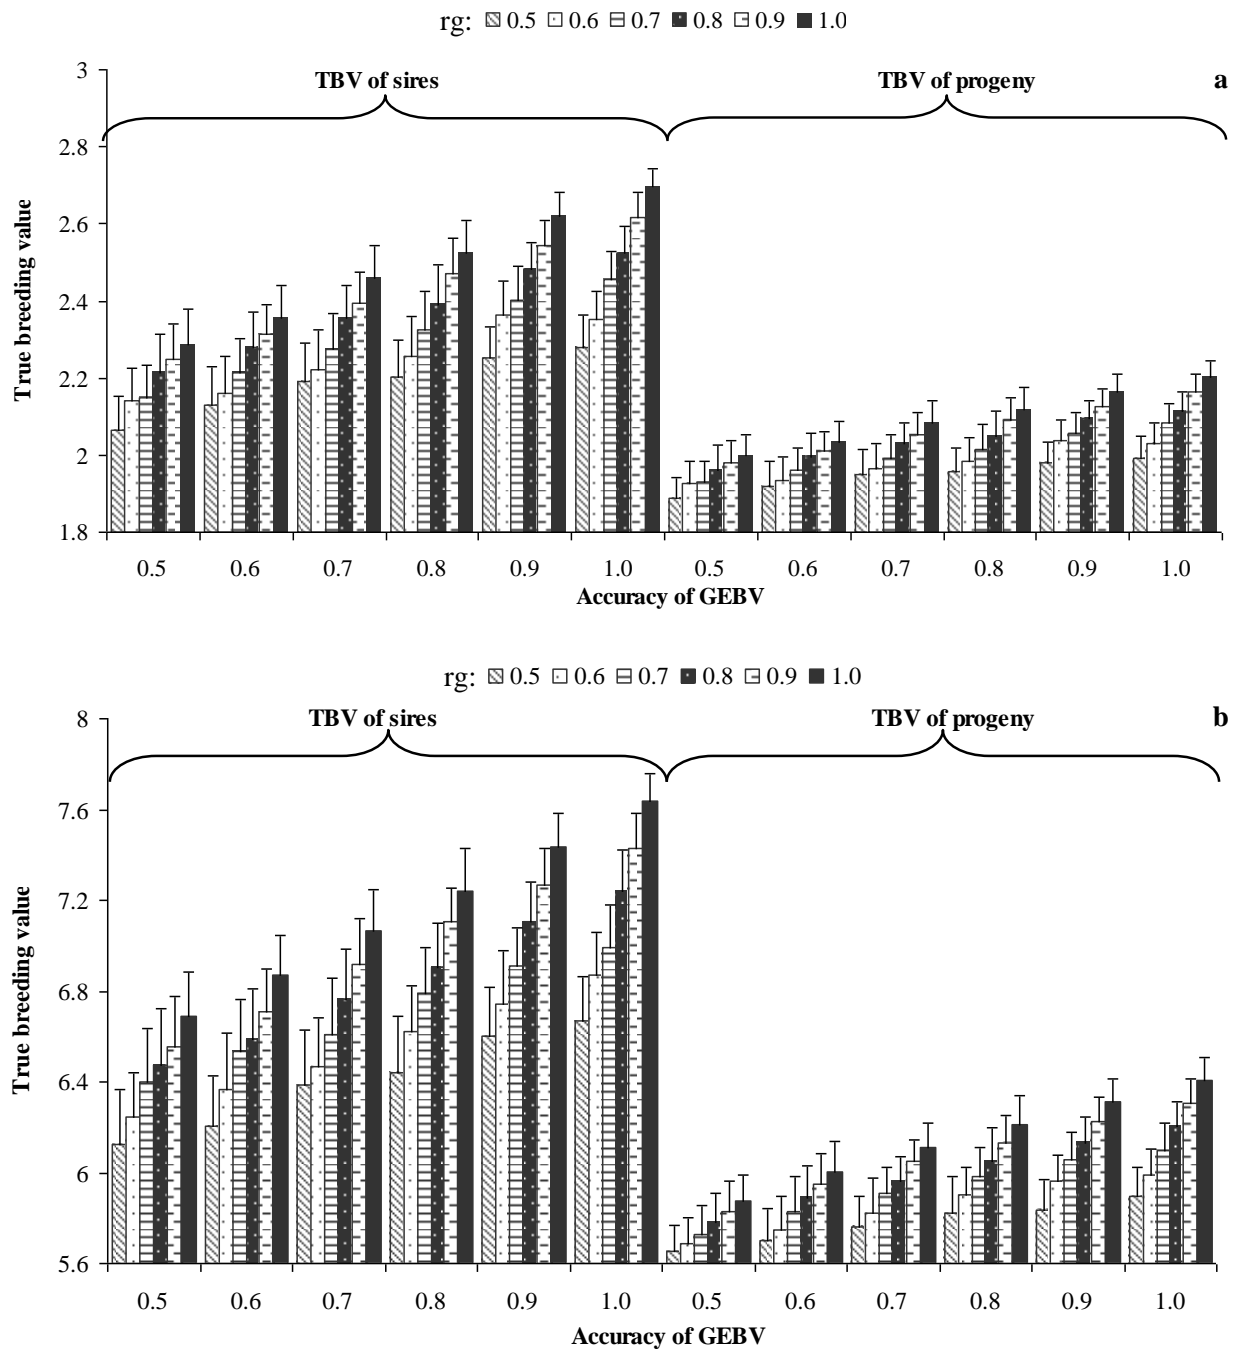 rg: 0.5 0.6 0.7 0.8 0.9 1.0
TBV of sires TBV of progeny a
3
2.8
2.6
2.4
2.2
2
1.8
True breeding value
0.5 0.6 0.7 0.8 0.9 1.0 0.5 0.6 0.7 0.8 0.9 1.0
Accuracy of GEBV
rg: 0.5 0.6 0.7 0.8 0.9 1.0
TBV of sires TBV of progeny b
8
7.6
7.2
6.8
6.4
6
5.6
True breeding value
0.5 0.6 0.7 0.8 0.9 1.0 0.5 0.6 0.7 0.8 0.9 1.0
Accuracy of GEBV